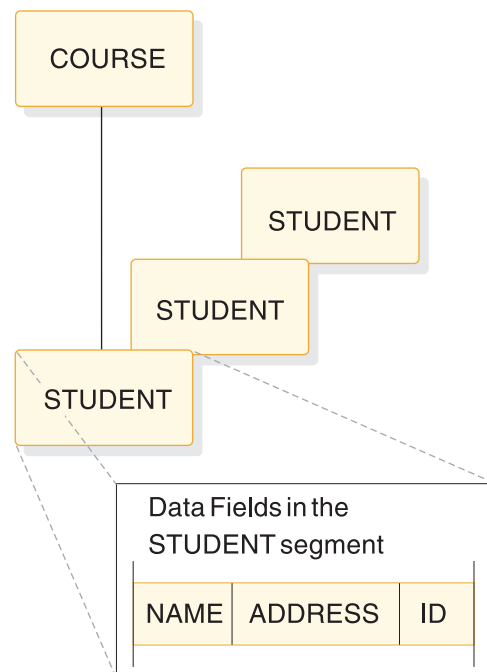 COURSE
STUDENT
STUDENT
STUDENT
Data Fields in the
STUDENT segment
NAME ADDRESS ID